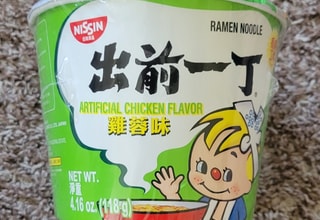 NISSIN
RAMEN NOODLE
出前一丁
ARTIFICIAL CHICKEN FLAVOR
雞蓉味
NET WT.
淨重
4.16 oz. (118 g)